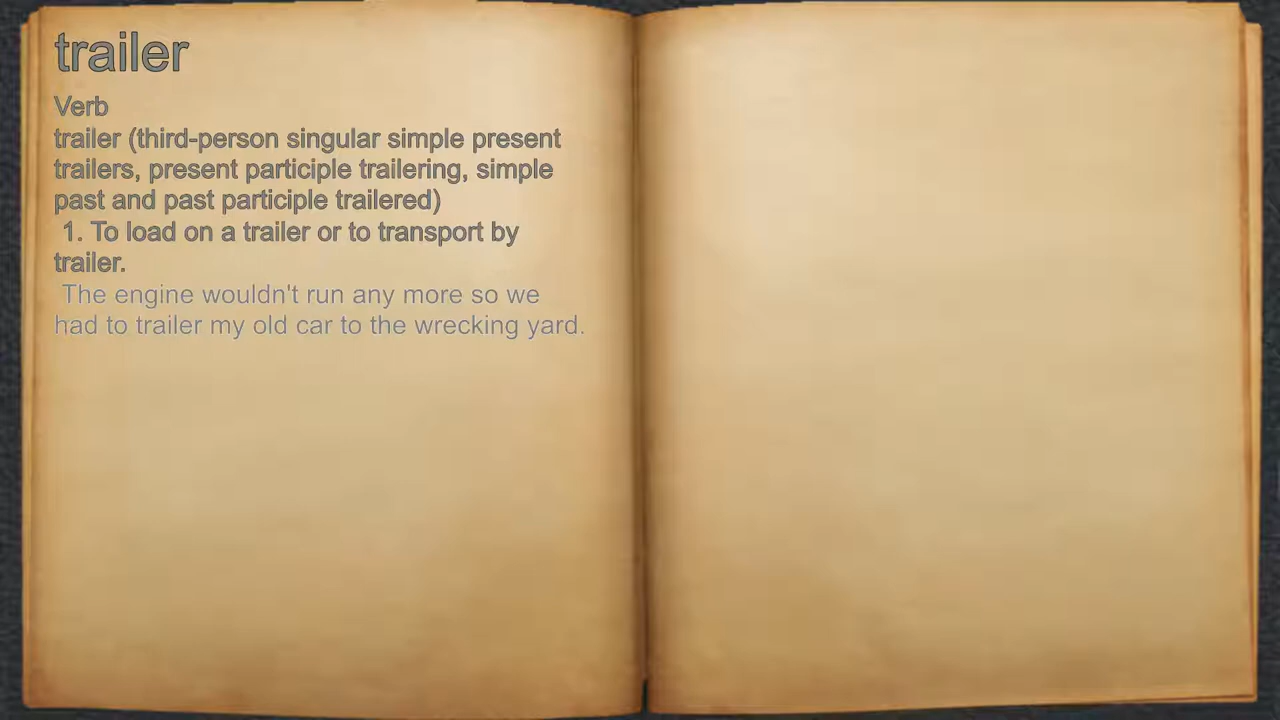 trailer
Verb
trailer (third-person singular simple present
trailers, present participle trailering, simple
past and past participle trailered)
1. To load on a trailer or to transport by
trailer.
The engine wouldn't run any more so we
had to trailer my old car to the wrecking yard.